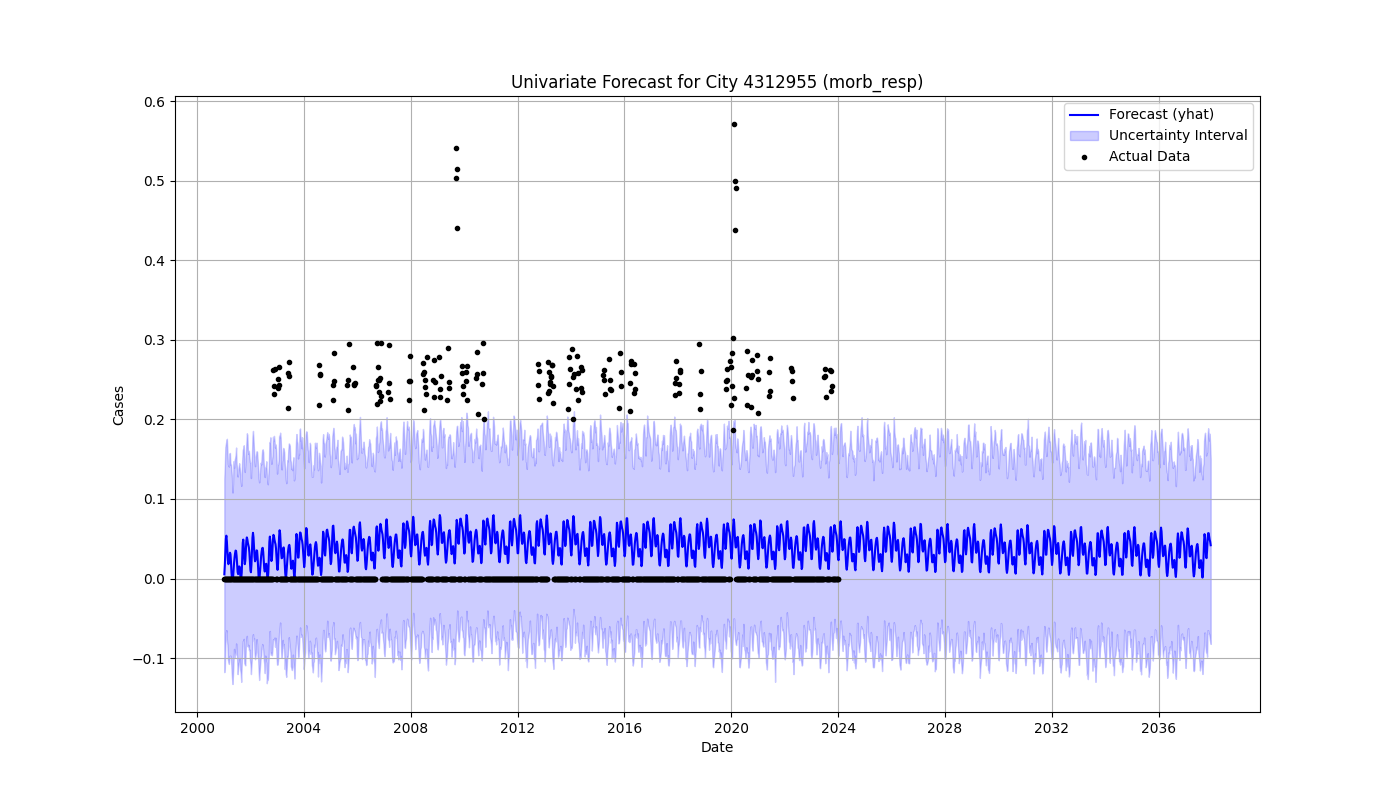 Univariate Forecast for City 4312955 (morb_resp)
Forecast (yhat)
Uncertainty Interval
Actual Data
Cases
0.6
0.5
0.4
0.3
0.2
0.1
0.0
−0.1
2000 2004 2008 2012 2016 2020 2024 2028 2032 2036
Date